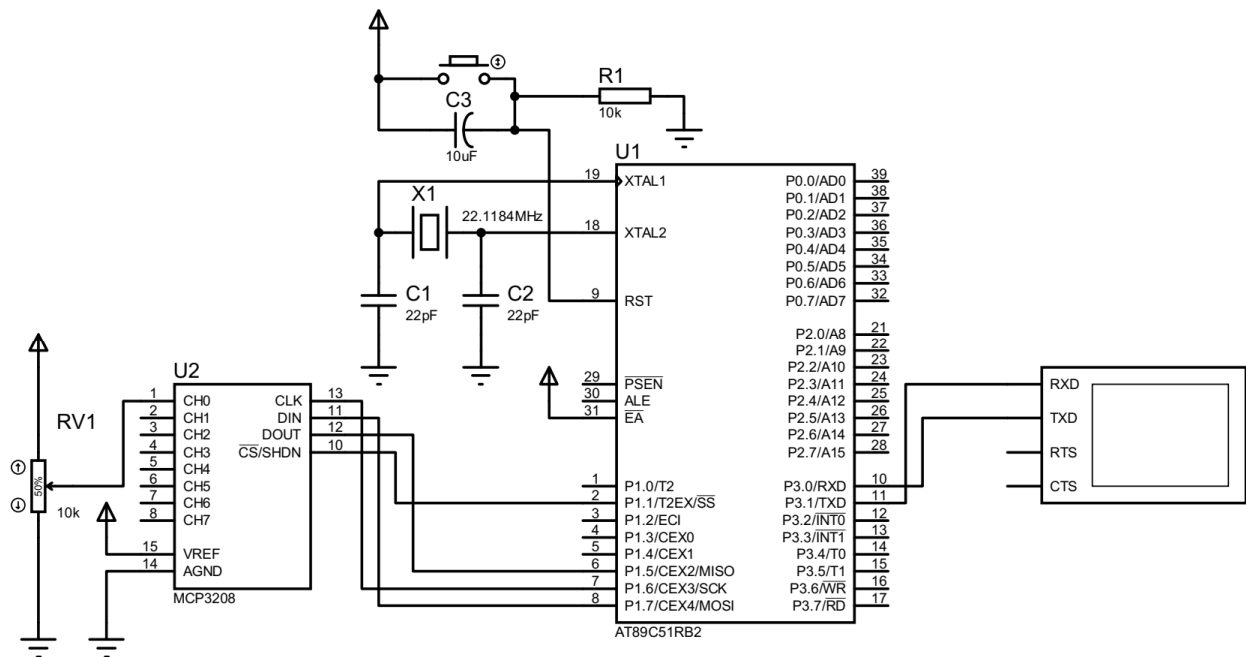 R1
10k
C3
10uF
U1
19
XTAL1
X1
22.1184MHz
18
XTAL2
C1
22pF
C2
22pF
9
RST
29
PSEN
30
ALE
31
EA
1
P1.0/T2
2
P1.1/T2EX/SS
3
P1.2/ECI
4
P1.3/CEX0
5
P1.4/CEX1
6
P1.5/CEX2/MISO
7
P1.6/CEX3/SCK
8
P1.7/CEX4/MOSI
P0.0/AD0
39
P0.1/AD1
38
P0.2/AD2
37
P0.3/AD3
36
P0.4/AD4
35
P0.5/AD5
34
P0.6/AD6
33
P0.7/AD7
32
P2.0/A8
21
P2.1/A9
22
P2.2/A10
23
P2.3/A11
24
P2.4/A12
25
P2.5/A13
26
P2.6/A14
27
P2.7/A15
28
P3.0/RXD
10
P3.1/TXD
11
P3.2/INT0
12
P3.3/INT1
13
P3.4/T0
14
P3.5/T1
15
P3.6/WR
16
P3.7/RD
17
AT89C51RB2
RXD
TXD
RTS
CTS
RV1
50%
10k
U2
1
CH0
2
CH1
3
CH2
4
CH3
5
CH4
6
CH5
7
CH6
8
CH7
15
VREF
14
AGND
CLK
13
DIN
11
DOUT
12
CS/SHDN
10
MCP3208